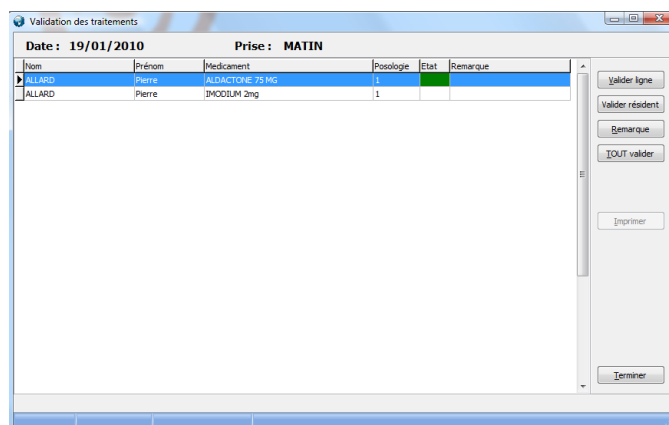 Validation des traitements
Date : 19/01/2010 Prise : MATIN
Nom Prénom Medicament Posologie Etat Remarque
ALLARD Pierre ALDACTONE 75 MG 1
ALLARD Pierre IMODIUM 2mg 1
Valider ligne
Valider résident
Remarque
TOUT valider
Imprimer
Terminer